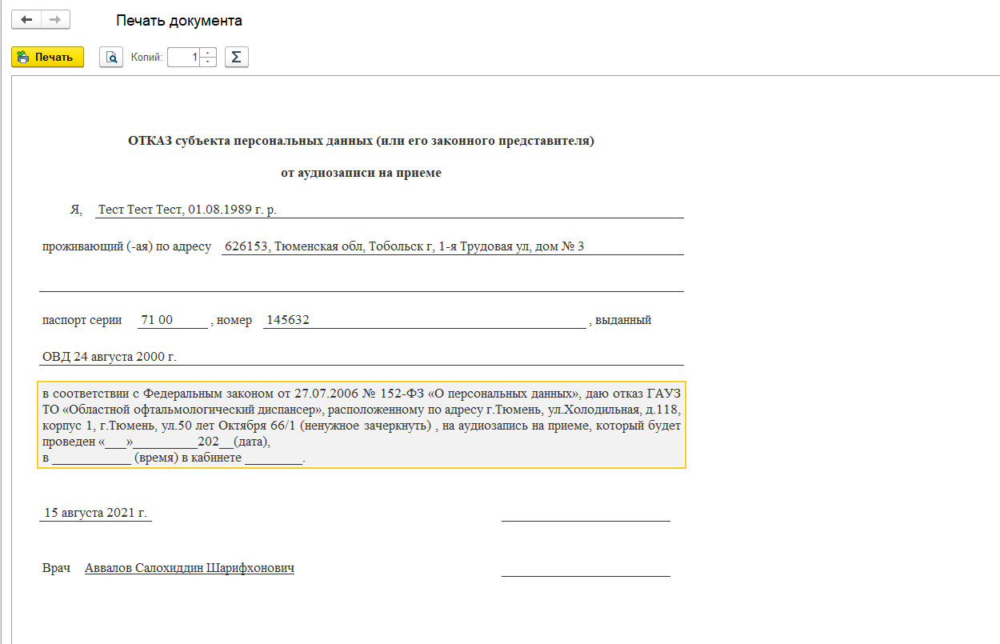 Печать документа
Печать Копий: 1 Σ
ОТКАЗ субъекта персональных данных (или его законного представителя)
от аудиозаписи на приеме
Я, Тест Тест Тест, 01.08.1989 г. р.
проживающий (-ая) по адресу 626153, Тюменская обл, Тобольск г, 1-я Трудовая ул, дом № 3
паспорт серии 71 00 , номер 145632 , выданный
ОВД 24 августа 2000 г.
в соответствии с Федеральным законом от 27.07.2006 № 152-ФЗ «О персональных данных», даю отказ ГАУЗ
ТО «Областной офтальмологический диспансер», расположенному по адресу г.Тюмень, ул.Холодильная, д.118,
корпус 1, г.Тюмень, ул.50 лет Октября 66/1 (ненужное зачеркнуть) , на аудиозапись на приеме, который будет
проведен «___»__________202__(дата),
в ____________ (время) в кабинете _________.
15 августа 2021 г.
Врач Аввалов Салохиддин Шарифхонович